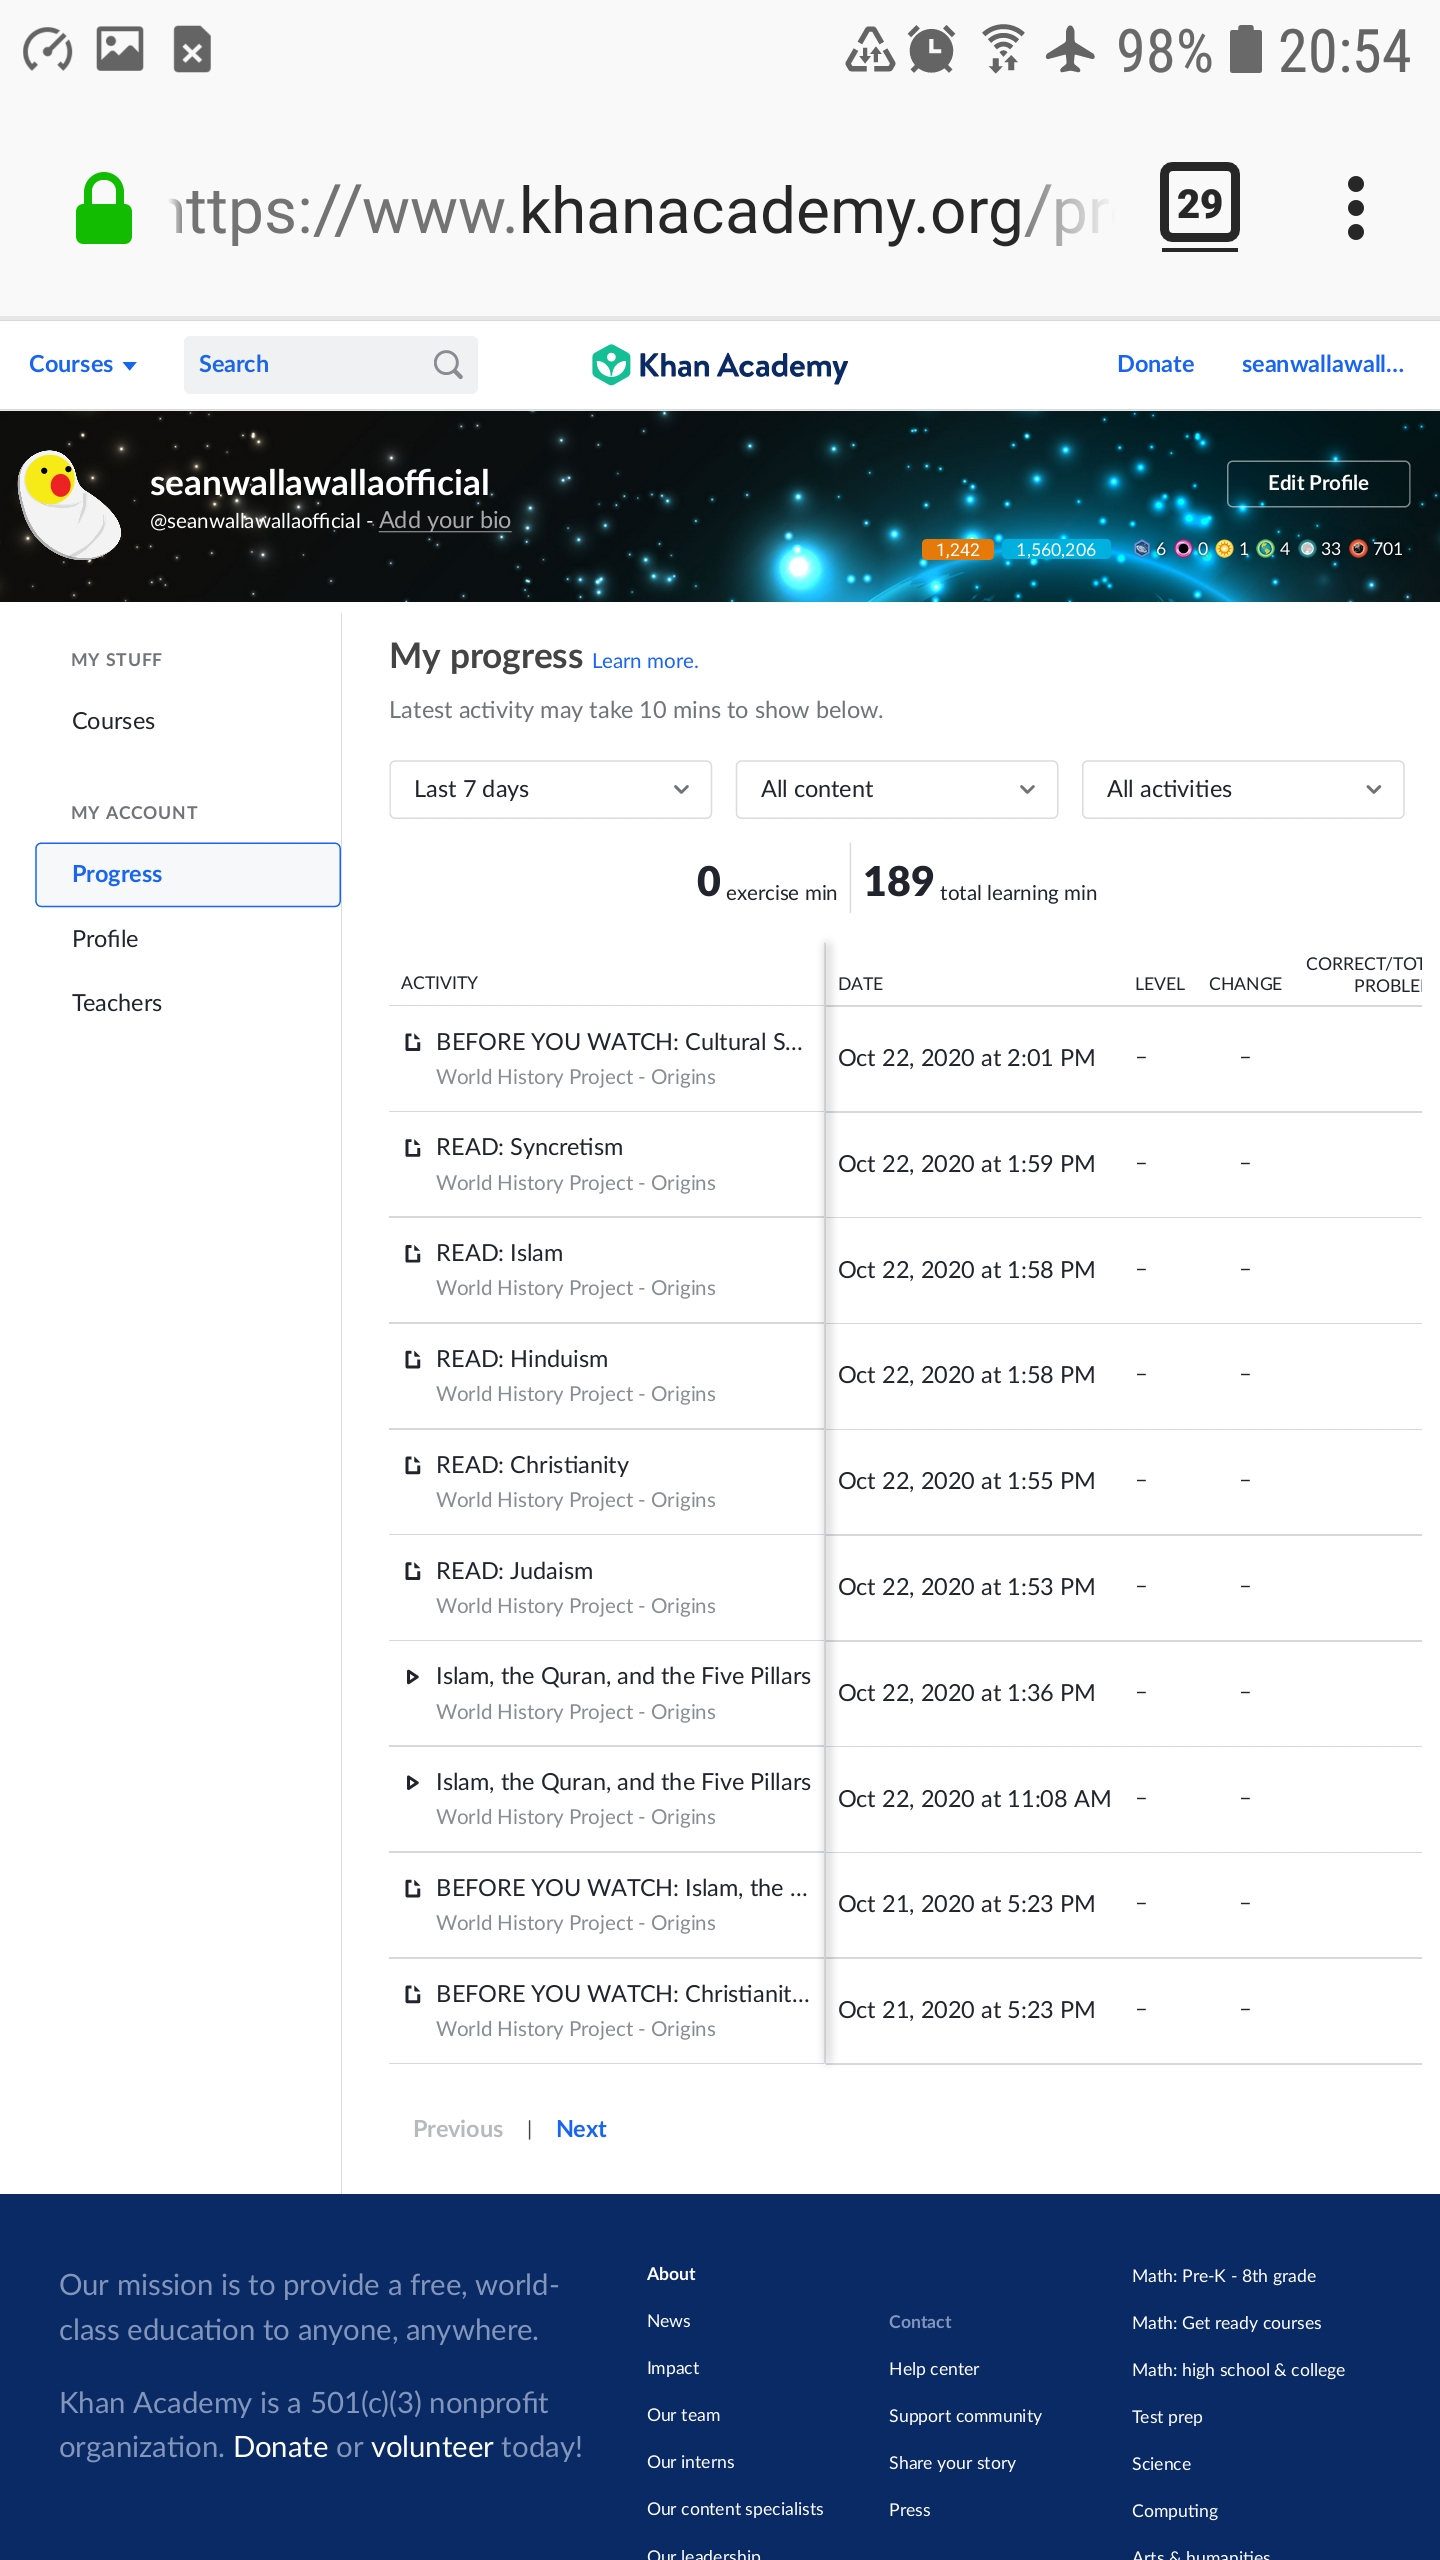 98% 20:54
https://www.khanacademy.org/pr
29
Courses
Search
Khan Academy
Donate
seanwallawall...
seanwallawallaofficial
@seanwallawallaofficial - Add your bio
Edit Profile
1,242 1,560,206 6 0 1 4 33 701
MY STUFF
Courses
MY ACCOUNT
Progress
Profile
Teachers
My progress Learn more.
Latest activity may take 10 mins to show below.
Last 7 days
All content
All activities
0 exercise min
189 total learning min
ACTIVITY DATE LEVEL CHANGE CORRECT/TOT
PROBLE
BEFORE YOU WATCH: Cultural S...
World History Project - Origins
Oct 22, 2020 at 2:01 PM – –
READ: Syncretism
World History Project - Origins
Oct 22, 2020 at 1:59 PM – –
READ: Islam
World History Project - Origins
Oct 22, 2020 at 1:58 PM – –
READ: Hinduism
World History Project - Origins
Oct 22, 2020 at 1:58 PM – –
READ: Christianity
World History Project - Origins
Oct 22, 2020 at 1:55 PM – –
READ: Judaism
World History Project - Origins
Oct 22, 2020 at 1:53 PM – –
Islam, the Quran, and the Five Pillars
World History Project - Origins
Oct 22, 2020 at 1:36 PM – –
Islam, the Quran, and the Five Pillars
World History Project - Origins
Oct 22, 2020 at 11:08 AM – –
BEFORE YOU WATCH: Islam, the ...
World History Project - Origins
Oct 21, 2020 at 5:23 PM – –
BEFORE YOU WATCH: Christianit...
World History Project - Origins
Oct 21, 2020 at 5:23 PM – –
Previous | Next
Our mission is to provide a free, world-
class education to anyone, anywhere.
Khan Academy is a 501(c)(3) nonprofit
organization. Donate or volunteer today!
About
News
Impact
Our team
Our interns
Our content specialists
Our leadership
Contact
Help center
Support community
Share your story
Press
Math: Pre-K - 8th grade
Math: Get ready courses
Math: high school & college
Test prep
Science
Computing
Arts & humanities